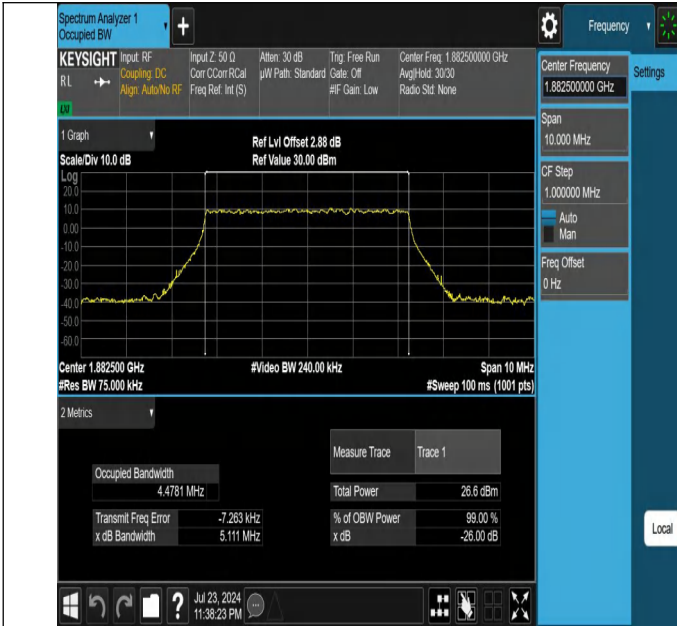 Spectrum Analyzer 1
Occupied BW
+
Frequency
KEYSIGHT
RL
LXI
Input: RF
Coupling: DC
Align: Auto/No RF
Input Z: 50 Ω
Corr CCorr RCal
Freq Ref: Int (S)
Atten: 30 dB
µW Path: Standard
Trig: Free Run
Gate: Off
#IF Gain: Low
Center Freq: 1.882500000 GHz
Avg|Hold: 30/30
Radio Std: None
Center Frequency
1.882500000 GHz
Settings
Span
10.000 MHz
CF Step
1.000000 MHz
Auto
Man
Freq Offset
0 Hz
Local
1 Graph
Scale/Div 10.0 dB
Ref Lvl Offset 2.88 dB
Ref Value 30.00 dBm
Log
20.0
10.0
0.00
-10.0
-20.0
-30.0
-40.0
-50.0
-60.0
Center 1.882500 GHz
#Res BW 75.000 kHz
#Video BW 240.00 kHz
Span 10 MHz
#Sweep 100 ms (1001 pts)
2 Metrics
Measure Trace Trace 1
Occupied Bandwidth
4.4781 MHz
Total Power 26.6 dBm
Transmit Freq Error -7.263 kHz
% of OBW Power 99.00 %
x dB Bandwidth 5.111 MHz
x dB -26.00 dB
?
Jul 23, 2024
11:38:23 PM